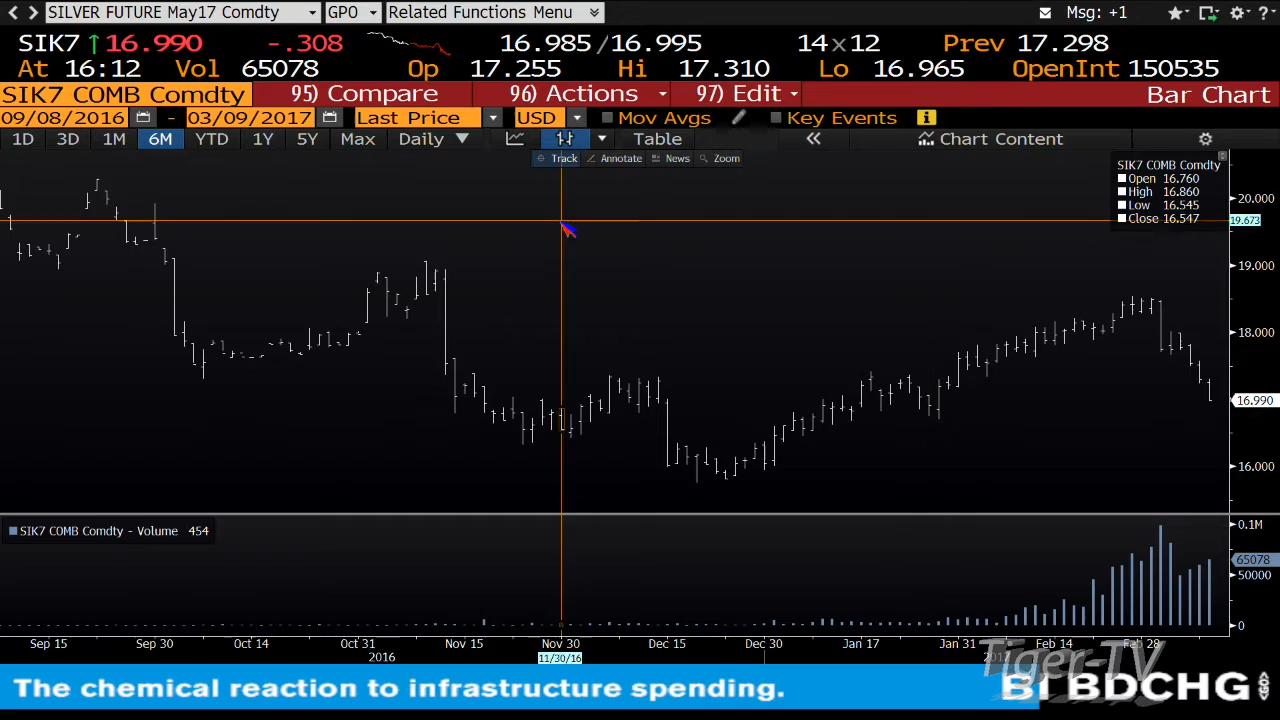 SILVER FUTURE May17 Comdty GPO Related Functions Menu Msg: +1 ?
SIK7 ↑16.990 -.308 16.985/16.995 14x12 Prev 17.298
At 16:12 Vol 65078 Op 17.255 Hi 17.310 Lo 16.965 OpenInt 150535
SIK7 COMB Comdty 95) Compare 96) Actions 97) Edit Bar Chart
09/08/2016 - 03/09/2017 Last Price USD Mov Avgs Key Events i
1D 3D 1M 6M YTD 1Y 5Y Max Daily ▼ Table « Chart Content
Track Annotate News Zoom
SIK7 COMB Comdty
Open 16.760
High 16.860
Low 16.545
Close 16.547
20.000
19.673
19.000
18.000
16.990
16.000
SIK7 COMB Comdty - Volume 454
0.1M
65078
50000
0
Sep 15 Sep 30 Oct 14 Oct 31 Nov 15 Nov 30 Dec 15 Dec 30 Jan 17 Jan 31 Feb 14 Feb 28
2016 11/30/16
Tiger-TV
The chemical reaction to infrastructure spending.
BI BDCHG <GO>